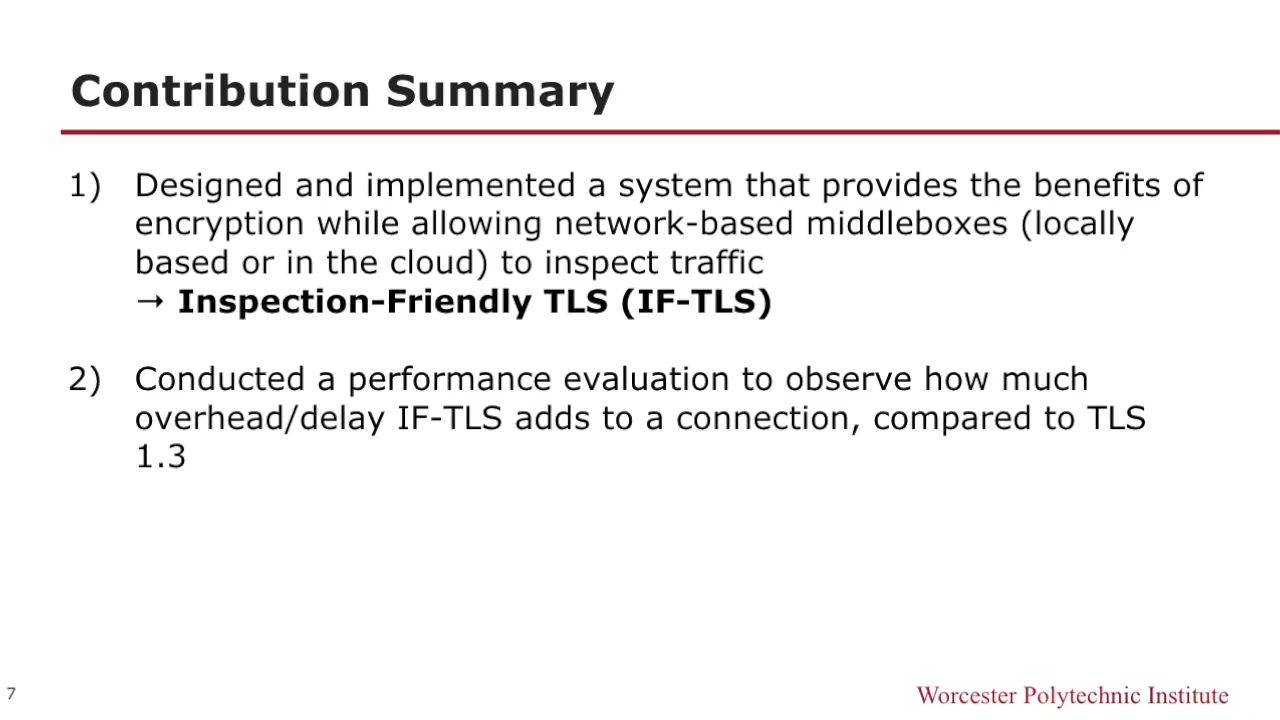 Contribution Summary
1) Designed and implemented a system that provides the benefits of
encryption while allowing network-based middleboxes (locally
based or in the cloud) to inspect traffic
→ Inspection-Friendly TLS (IF-TLS)
2) Conducted a performance evaluation to observe how much
overhead/delay IF-TLS adds to a connection, compared to TLS
1.3
7
Worcester Polytechnic Institute